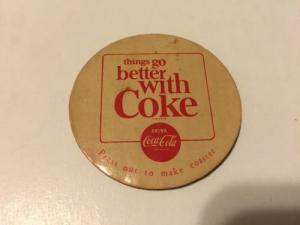 things go
better
with
Coke
DRINK
Coca-Cola
Press out to make coaster